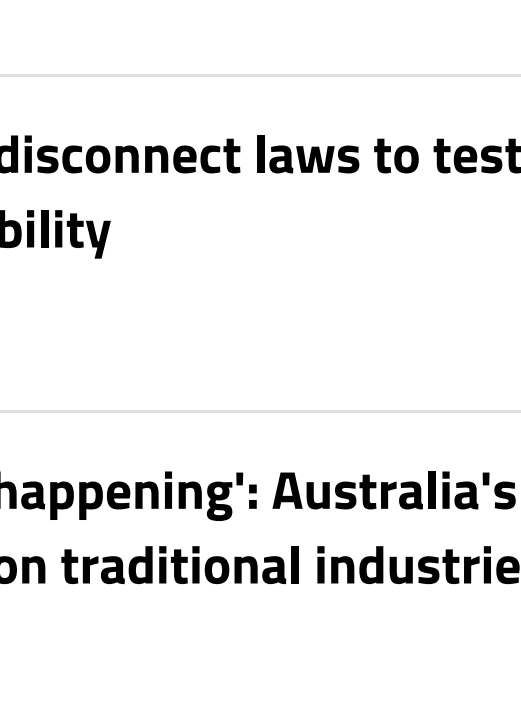 disconnect laws to test
bility
happening': Australia's
on traditional industrie